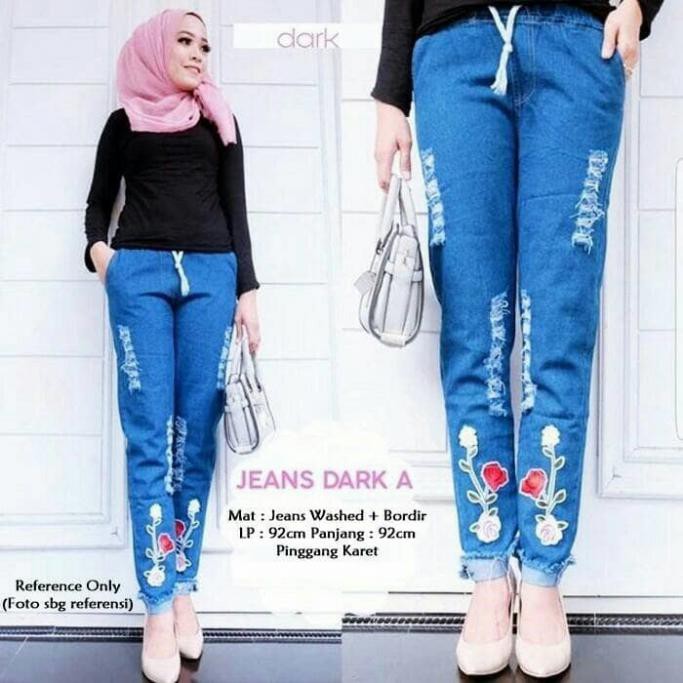 dark
JEANS DARK A
Mat : Jeans Washed + Bordir
LP : 92cm Panjang : 92cm
Pinggang Karet
Reference Only
(Foto sbg referensi)